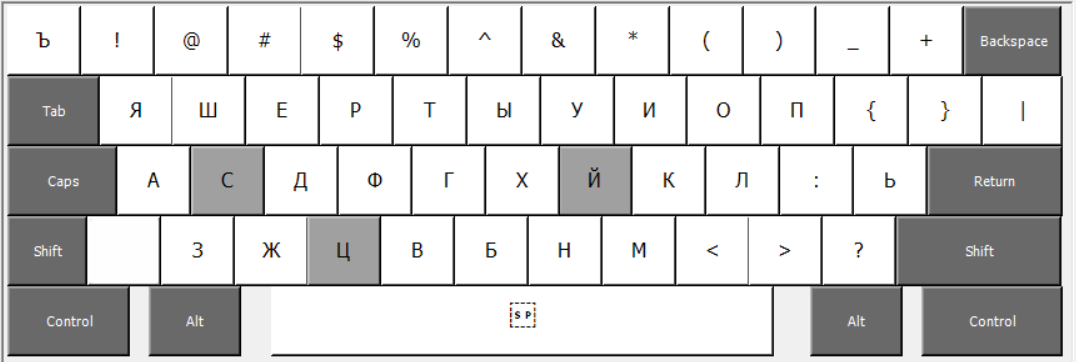 Ъ ! @ # $ % ^ & * ( ) _ + Backspace
Tab Я Ш Е Р Т Ы У И О П { } |
Caps А С Д Ф Г Х Й К Л : Ь Return
Shift З Ж Ц В Б Н М < > ? Shift
Control Alt SP Alt Control